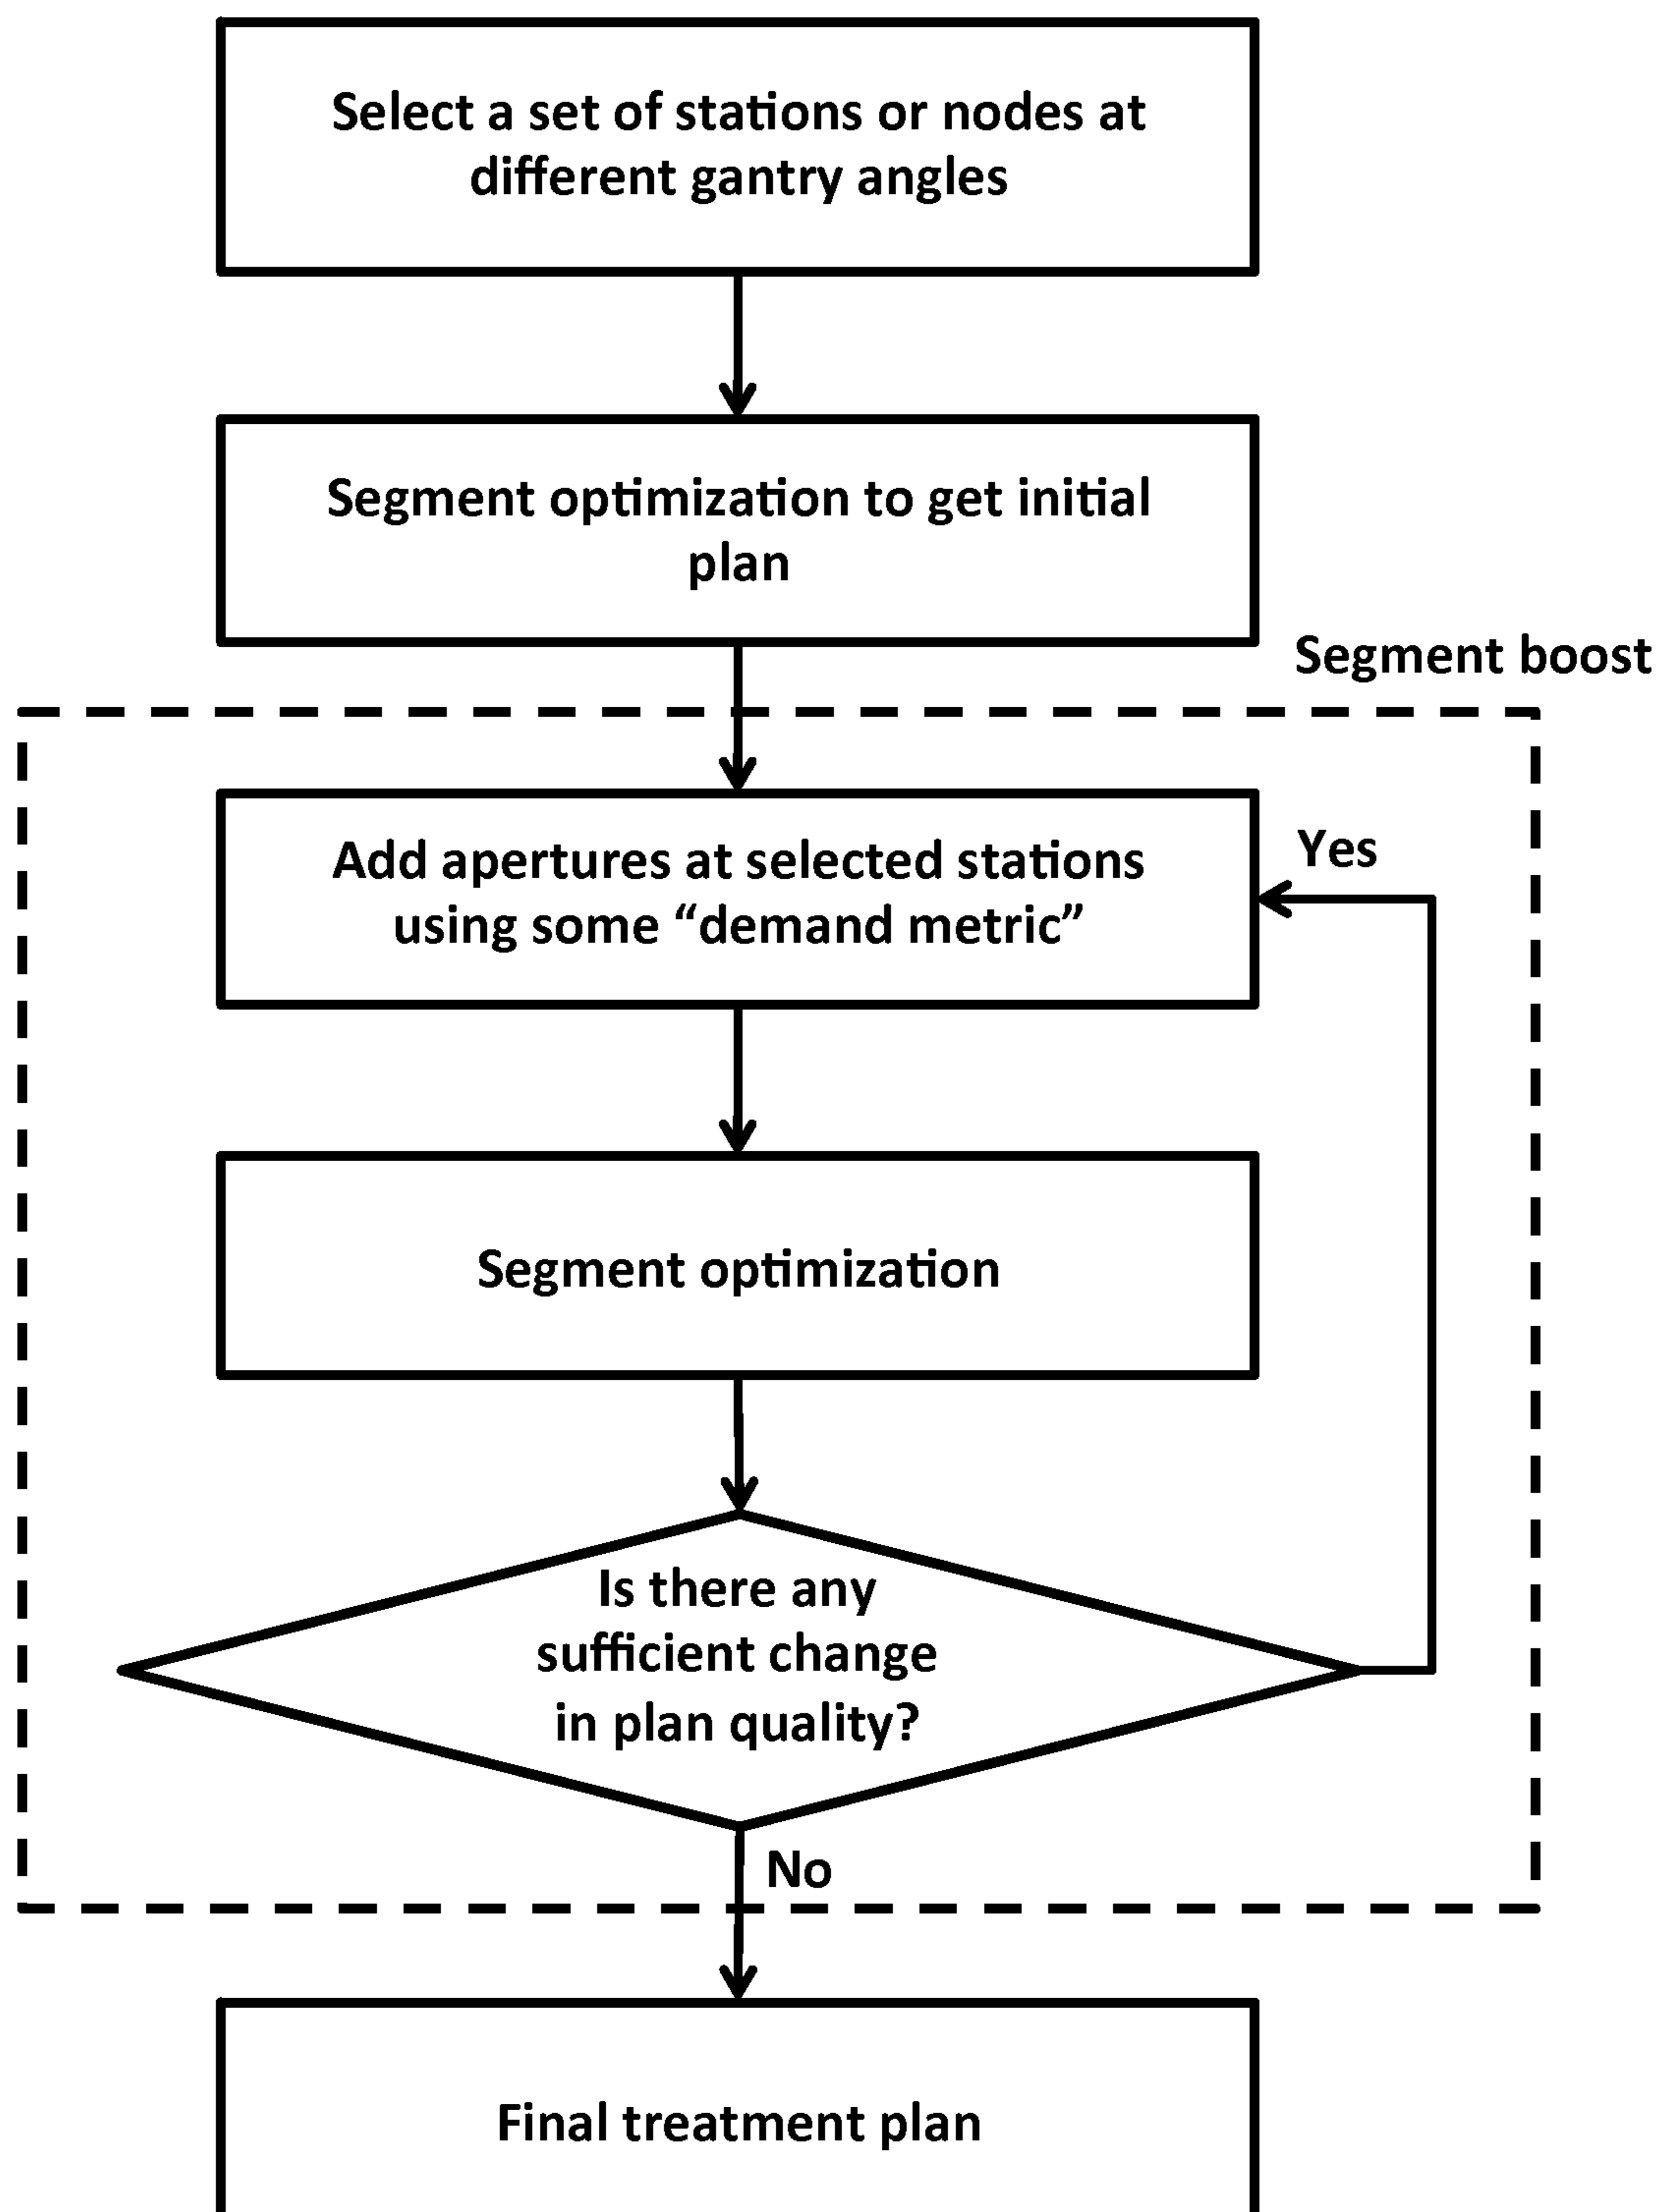 Select a set of stations or nodes at
different gantry angles
Segment optimization to get initial
plan
Segment boost
Add apertures at selected stations
using some “demand metric”
Yes
Segment optimization
Is there any
sufficient change
in plan quality?
No
Final treatment plan